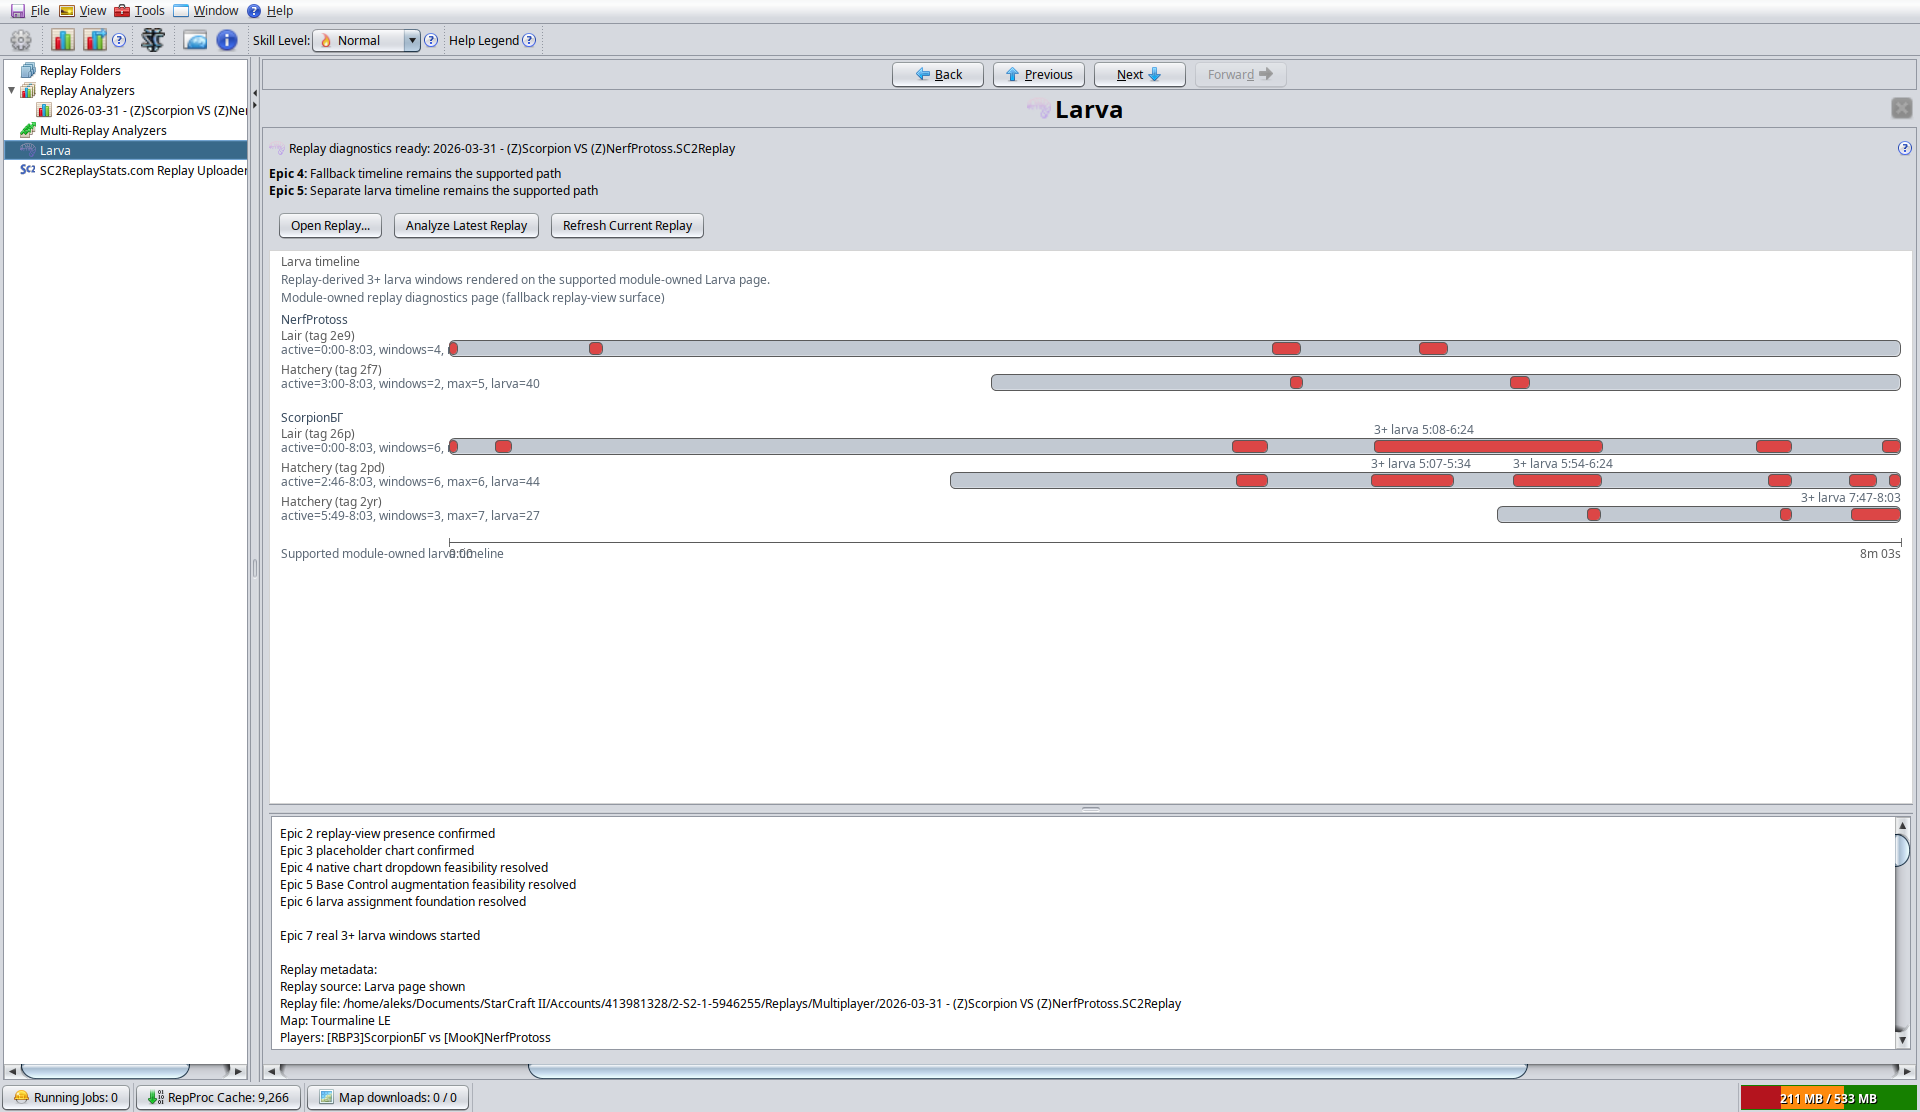 File View Tools Window Help
Skill Level: Normal Help Legend
Replay Folders
Replay Analyzers
2026-03-31 - (Z)Scorpion VS (Z)Ner
Multi-Replay Analyzers
Larva
SC2ReplayStats.com Replay Uploader
Back Previous Next Forward
Larva
Replay diagnostics ready: 2026-03-31 - (Z)Scorpion VS (Z)NerfProtoss.SC2Replay
Epic 4: Fallback timeline remains the supported path
Epic 5: Separate larva timeline remains the supported path
Open Replay... Analyze Latest Replay Refresh Current Replay
Larva timeline
Replay-derived 3+ larva windows rendered on the supported module-owned Larva page.
Module-owned replay diagnostics page (fallback replay-view surface)
NerfProtoss
Lair (tag 2e9)
active=0:00-8:03, windows=4,
Hatchery (tag 2f7)
active=3:00-8:03, windows=2, max=5, larva=40
ScorpionБГ
Lair (tag 26p)
3+ larva 5:08-6:24
active=0:00-8:03, windows=6,
Hatchery (tag 2pd)
3+ larva 5:07-5:34 3+ larva 5:54-6:24
active=2:46-8:03, windows=6, max=6, larva=44
Hatchery (tag 2yr)
3+ larva 7:47-8:03
active=5:49-8:03, windows=3, max=7, larva=27
Supported module-owned larva timeline
0:00
8m 03s
Epic 2 replay-view presence confirmed
Epic 3 placeholder chart confirmed
Epic 4 native chart dropdown feasibility resolved
Epic 5 Base Control augmentation feasibility resolved
Epic 6 larva assignment foundation resolved
Epic 7 real 3+ larva windows started
Replay metadata:
Replay source: Larva page shown
Replay file: /home/aleks/Documents/StarCraft II/Accounts/413981328/2-S2-1-5946255/Replays/Multiplayer/2026-03-31 - (Z)Scorpion VS (Z)NerfProtoss.SC2Replay
Map: Tourmaline LE
Players: [RBP3]ScorpionБГ vs [MooK]NerfProtoss
Running Jobs: 0 RepProc Cache: 9,266 Map downloads: 0 / 0 211 MB / 533 MB